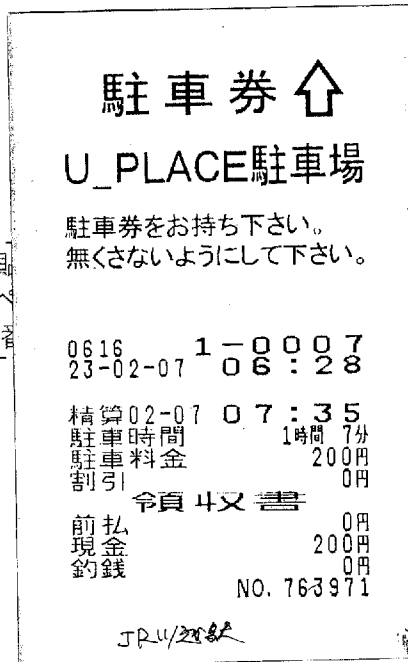 駐車券⇧
U_PLACE駐車場
駐車券をお持ち下さい。
無くさないようにして下さい。
0616 1-0007
23-02-07 06:28
精算02-07 07:35
駐車時間 1時間 7分
駐車料金 200円
割引 0円
領収書
前払 0円
現金 200円
釣銭 0円
NO. 763971